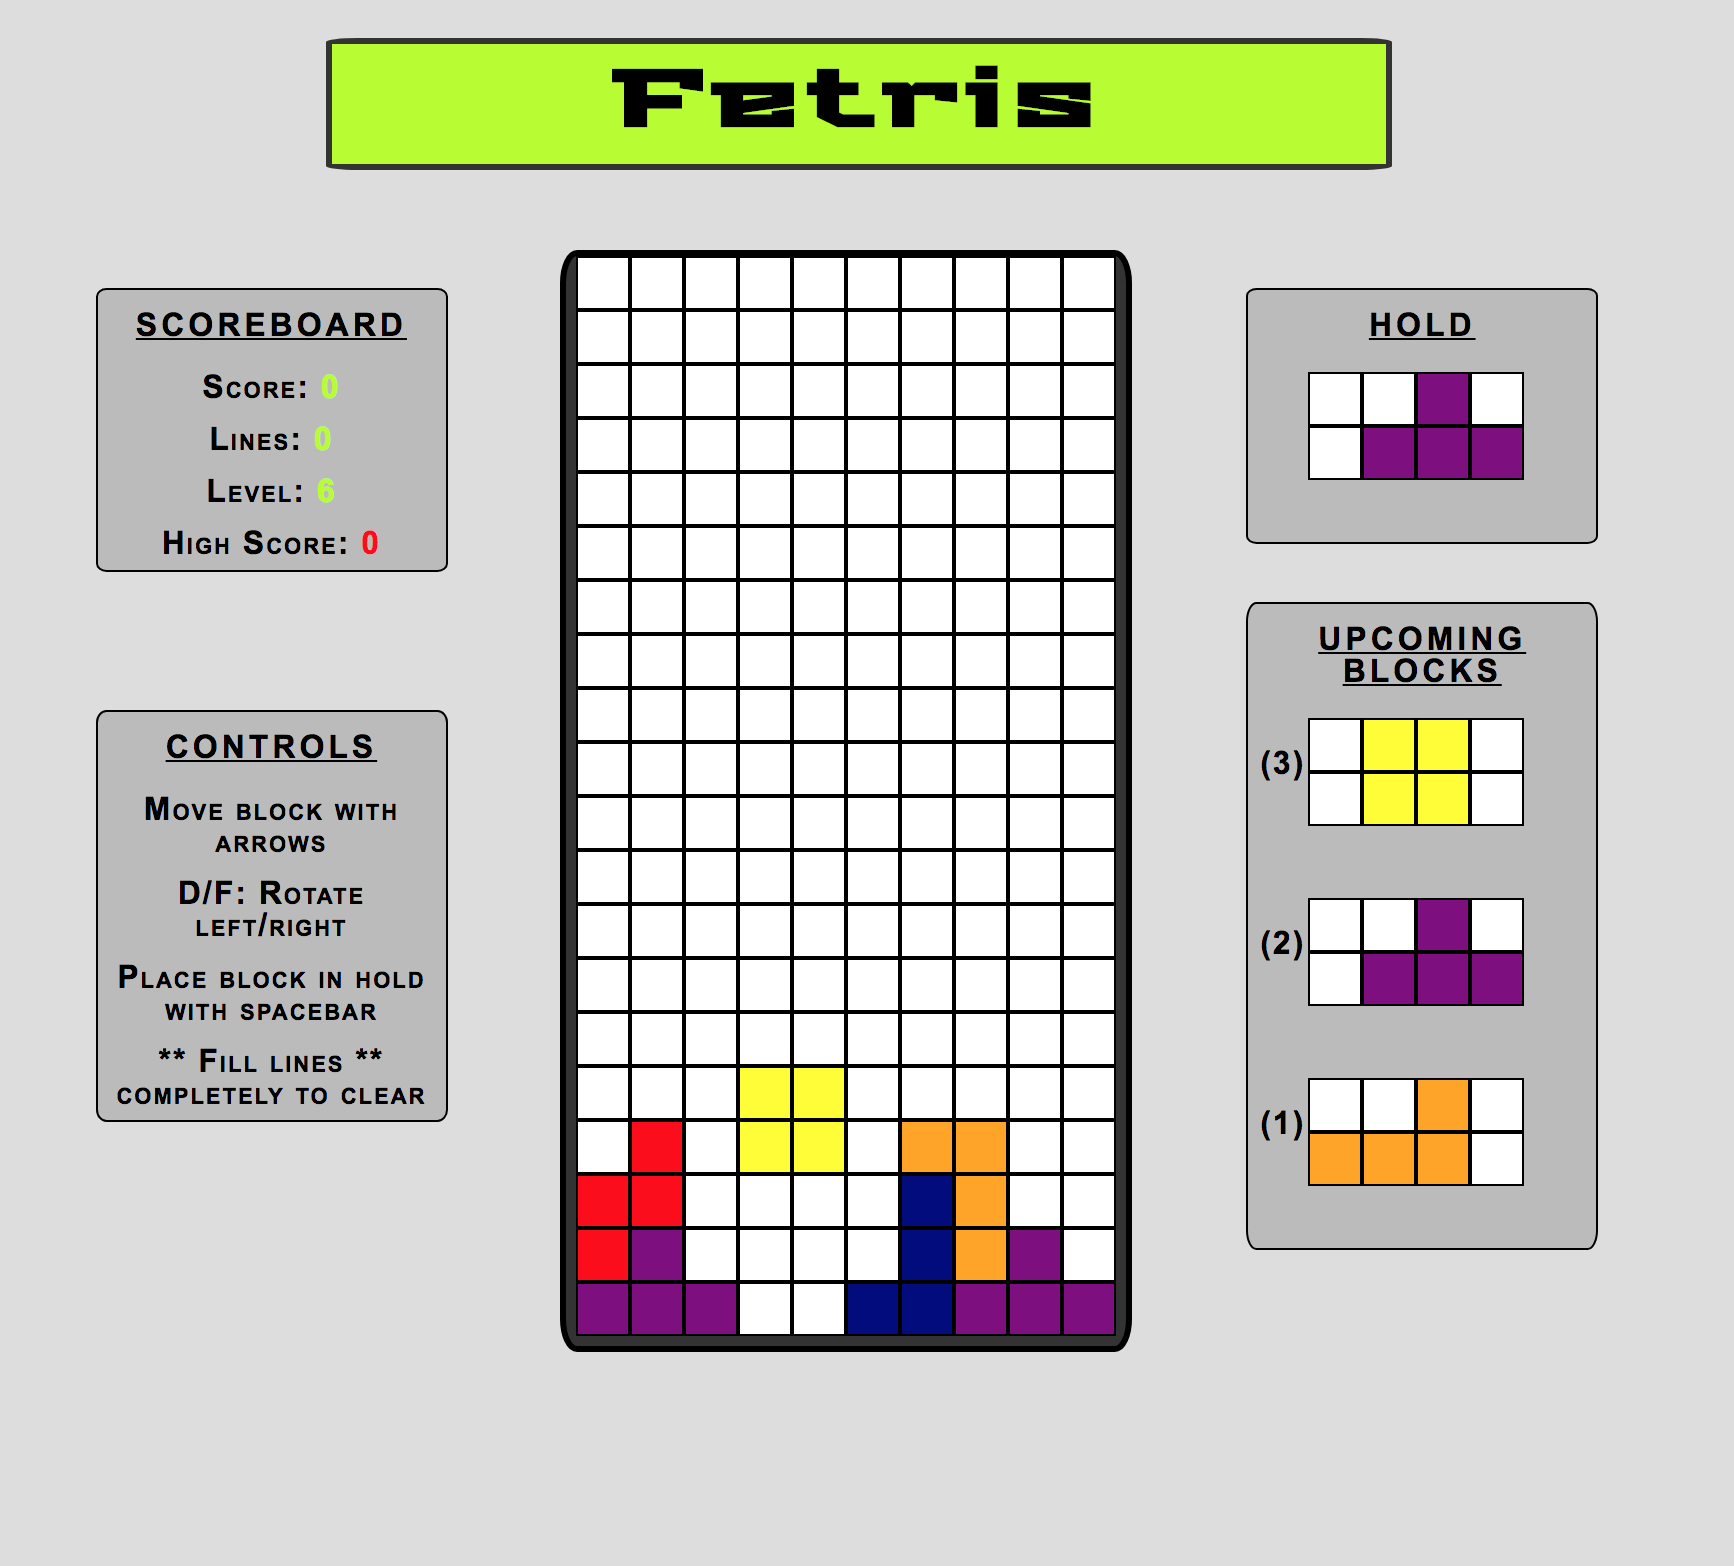 Fetris
SCOREBOARD
Score: 0
Lines: 0
Level: 6
High Score: 0
CONTROLS
Move block with
arrows
D/F: Rotate
left/right
Place block in hold
with spacebar
** Fill lines **
completely to clear
HOLD
UPCOMING
BLOCKS
(3)
(2)
(1)